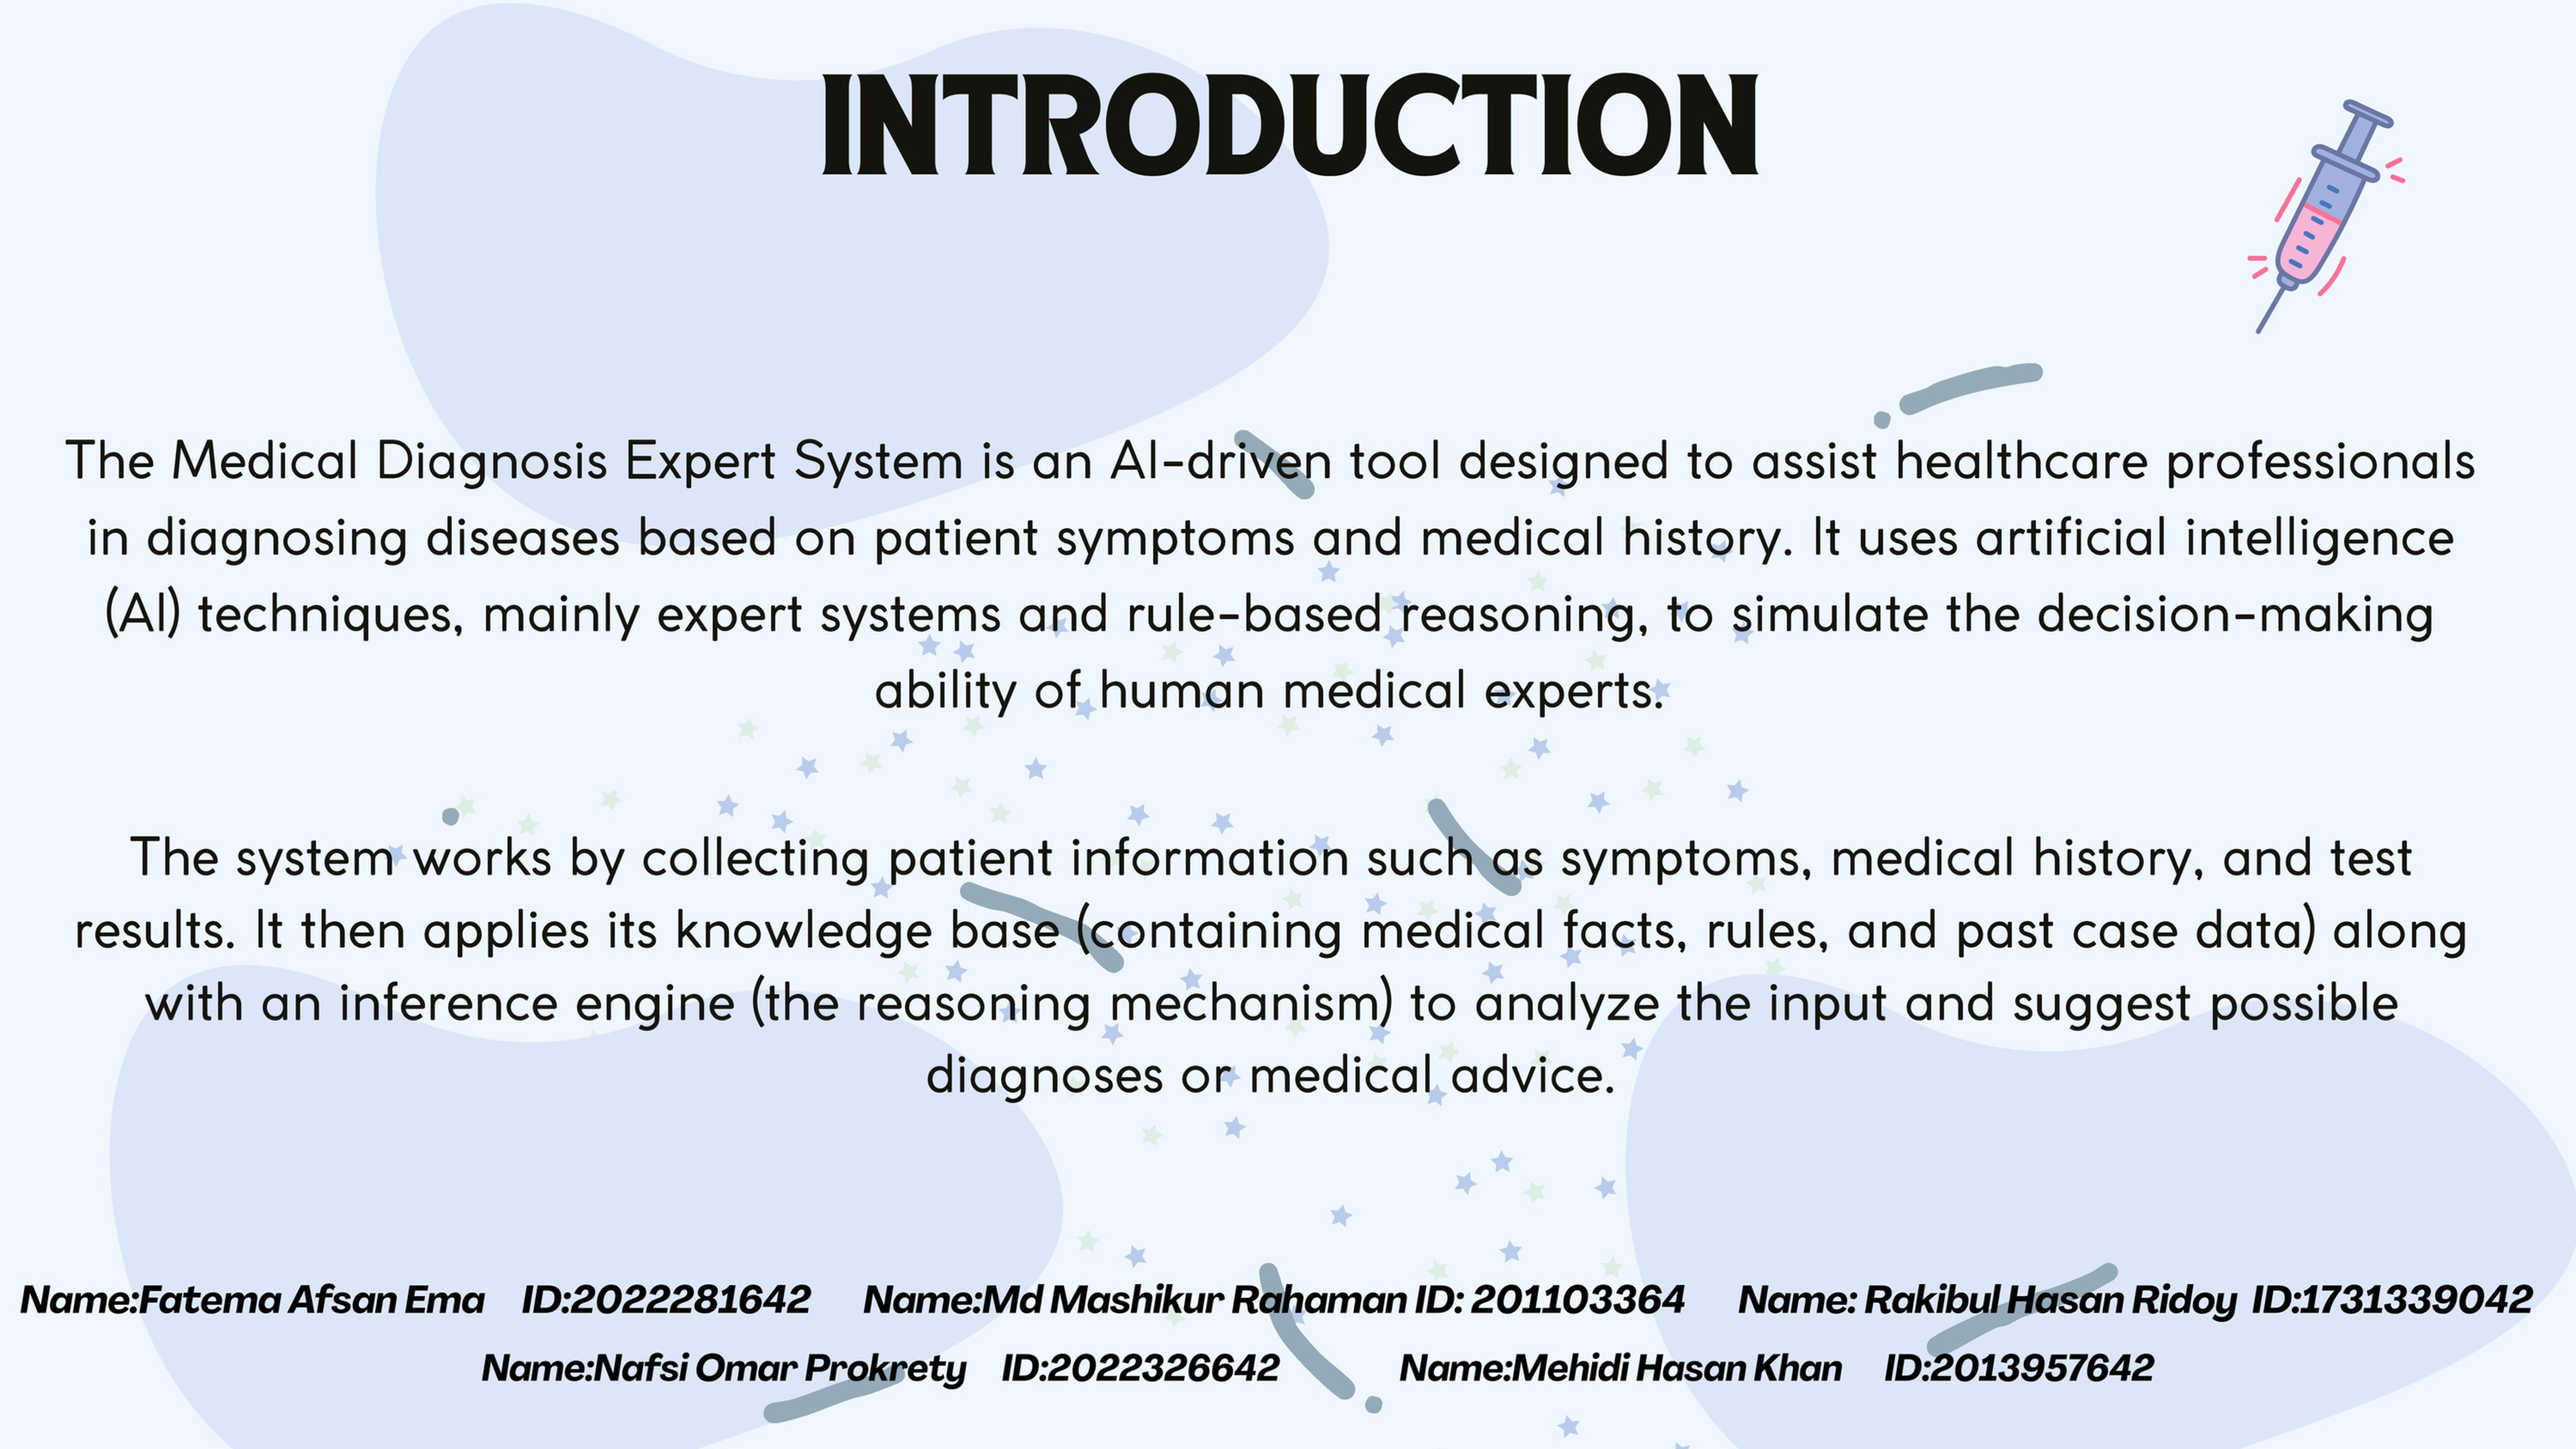 INTRODUCTION
The Medical Diagnosis Expert System is an AI-driven tool designed to assist healthcare professionals
in diagnosing diseases based on patient symptoms and medical history. It uses artificial intelligence
(AI) techniques, mainly expert systems and rule-based reasoning, to simulate the decision-making
ability of human medical experts.
The system works by collecting patient information such as symptoms, medical history, and test
results. It then applies its knowledge base (containing medical facts, rules, and past case data) along
with an inference engine (the reasoning mechanism) to analyze the input and suggest possible
diagnoses or medical advice.
Name:Fatema Afsan Ema ID:2022281642 Name:Md Mashikur Rahaman ID: 201103364 Name: Rakibul Hasan Ridoy ID:1731339042
Name:Nafsi Omar Prokrety ID:2022326642 Name:Mehidi Hasan Khan ID:2013957642